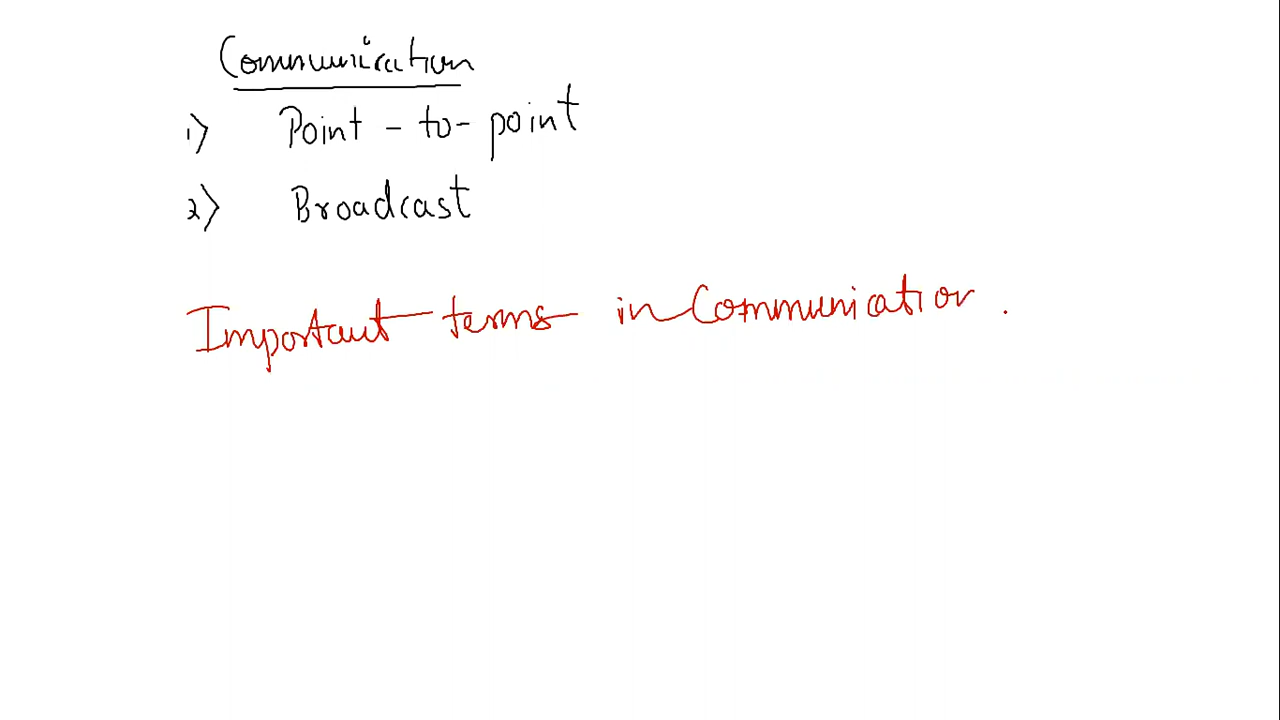 Communication
1) Point - to - point
2) Broadcast
Important terms in Communication.